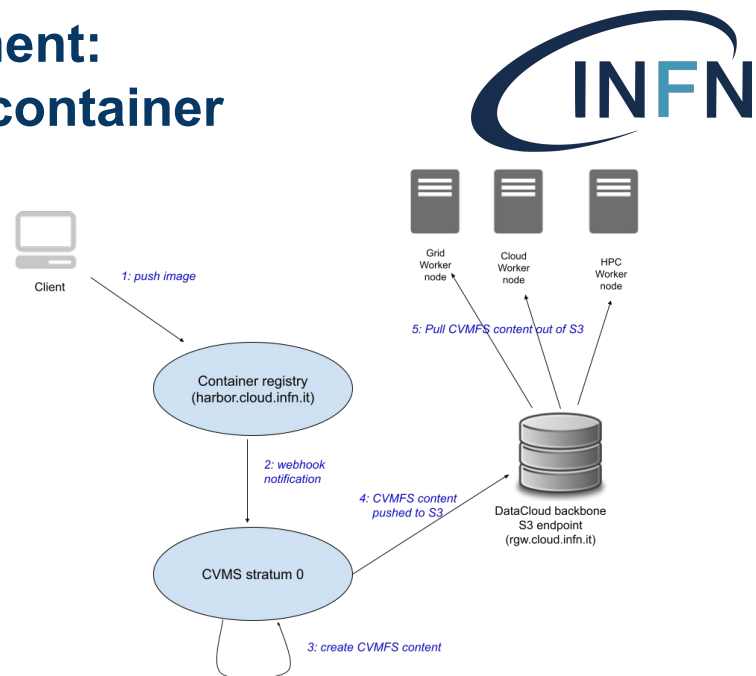 nent:
container
INFN
Client
1: push image
Grid
Worker
node
Cloud
Worker
node
HPC
Worker
node
5: Pull CVMFS content out of S3
Container registry
(harbor.cloud.infn.it)
2: webhook
notification
4: CVMFS content
pushed to S3
DataCloud backbone
S3 endpoint
(rgw.cloud.infn.it)
CVMS stratum 0
3: create CVMFS content